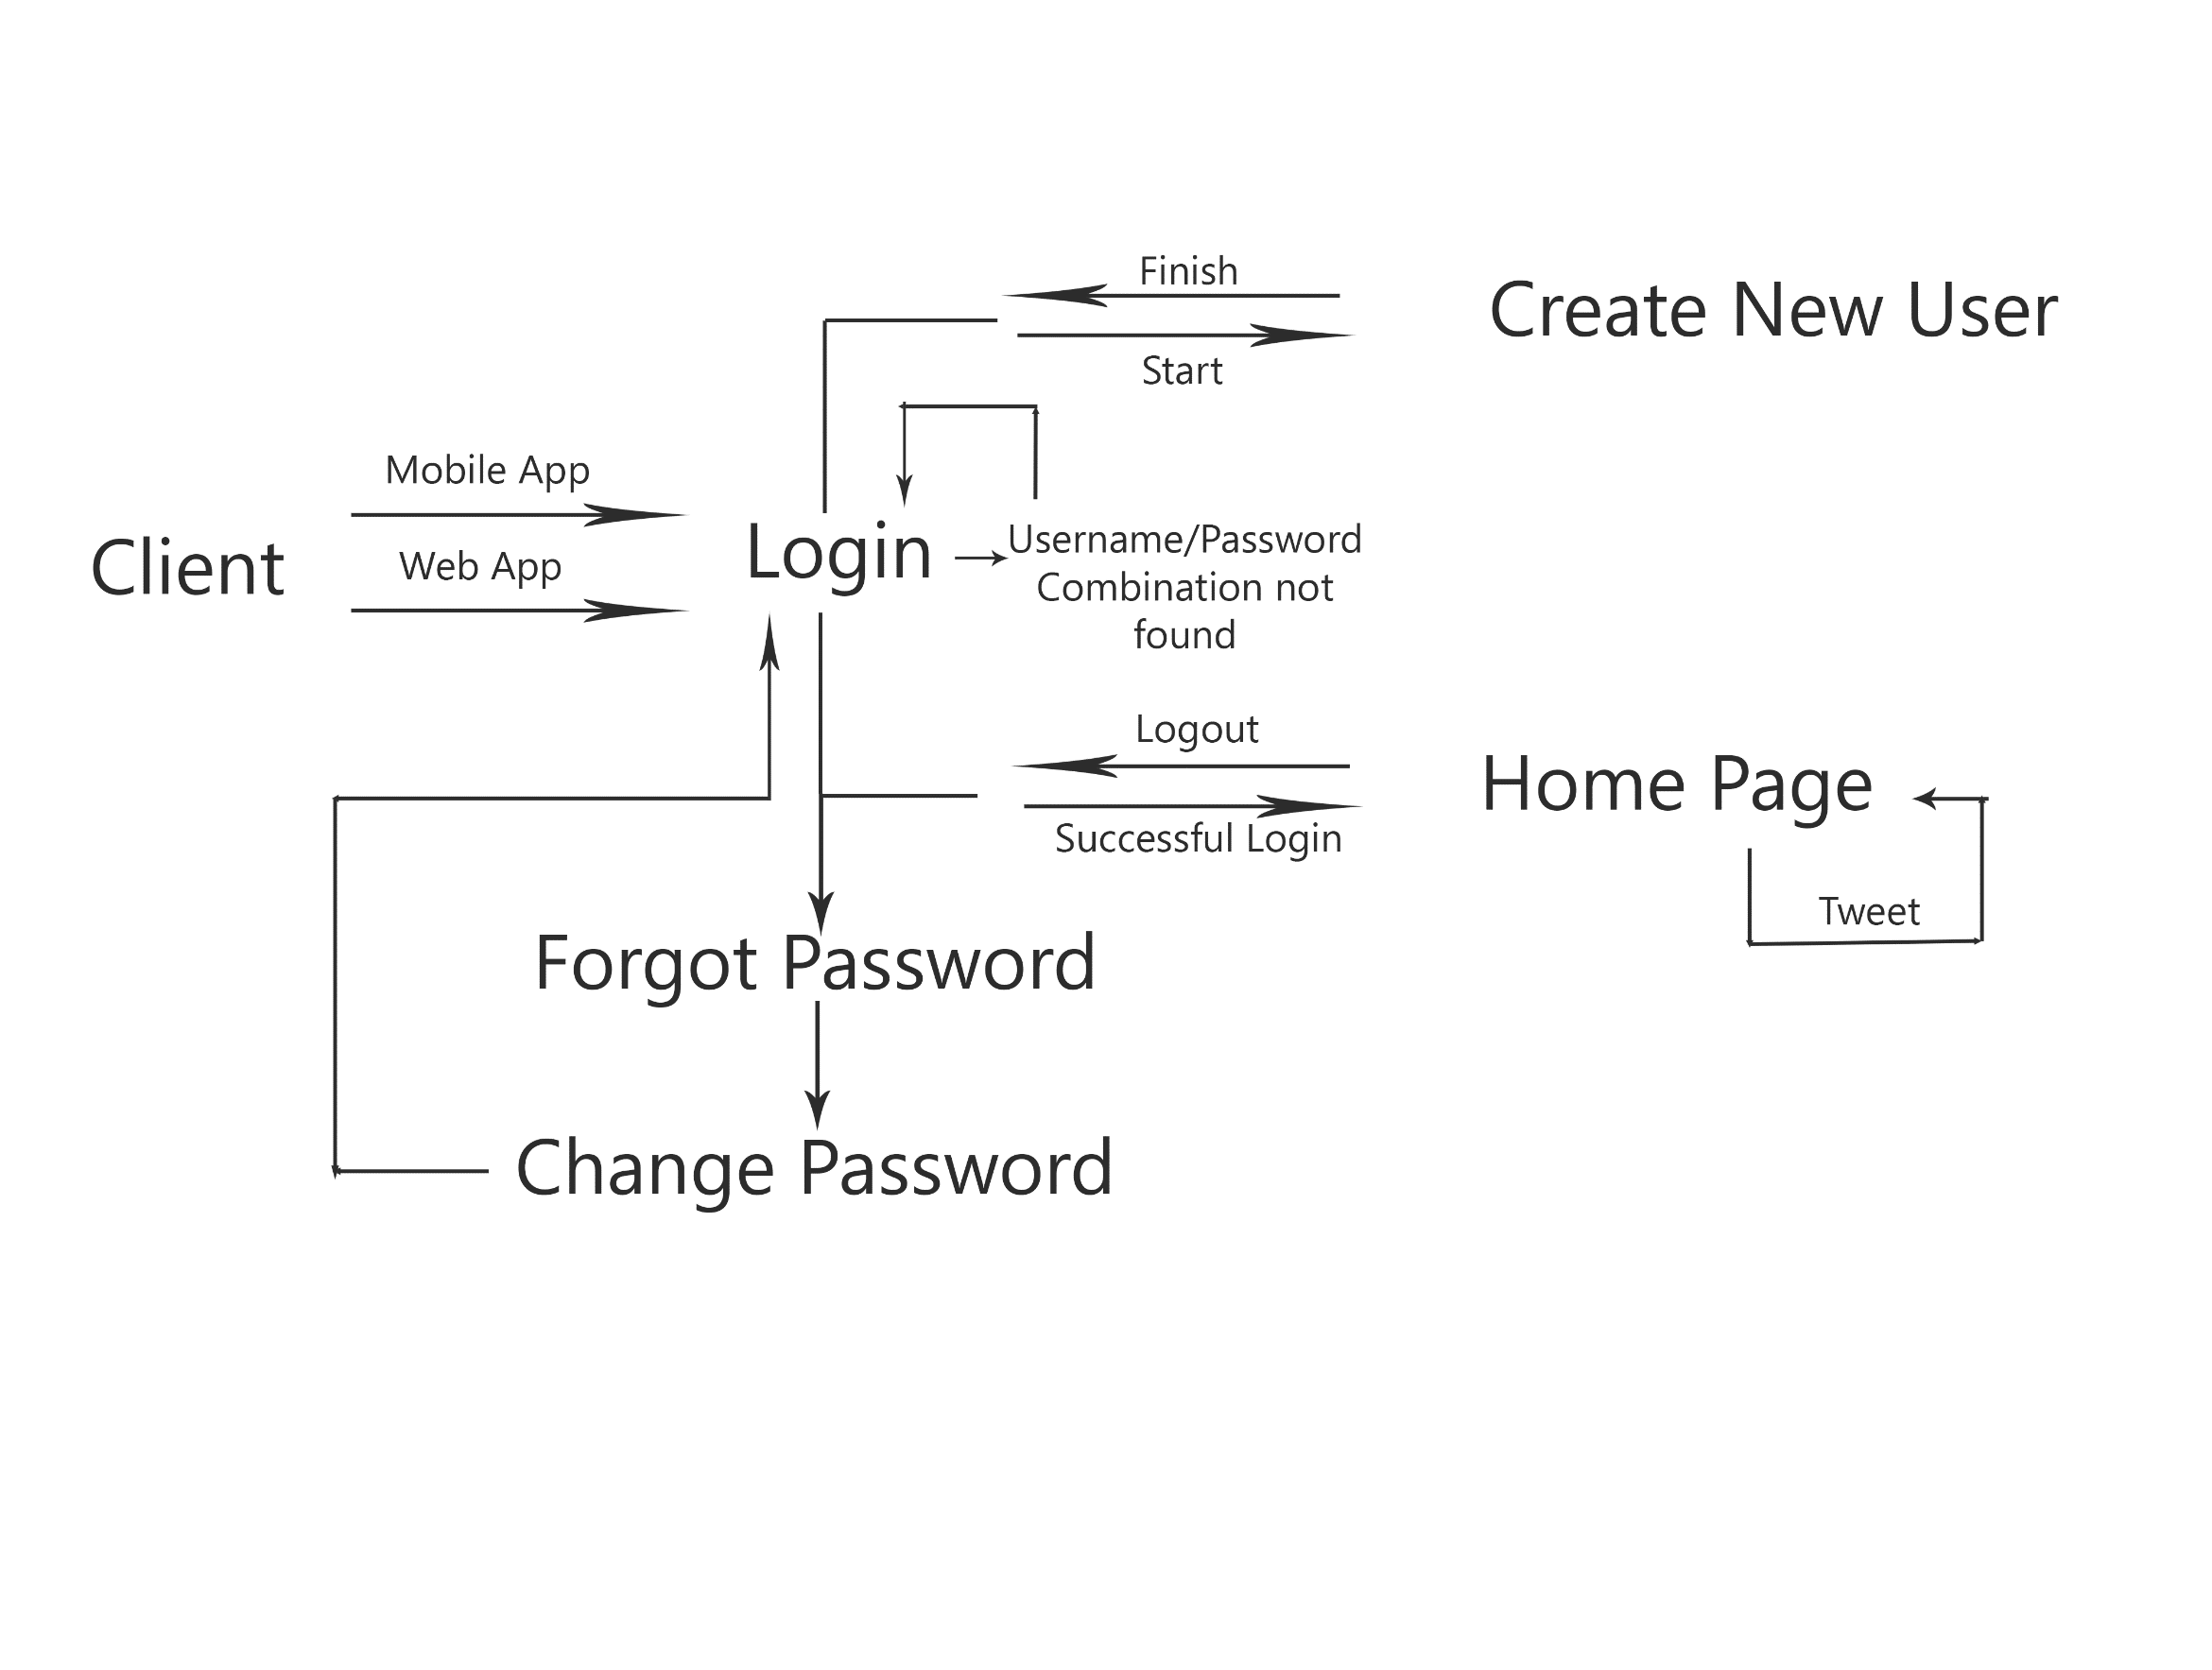 Finish
Create New User
Start
Mobile App
Client
Web App
Login
Username/Password
Combination not
found
Logout
Home Page
Successful Login
Tweet
Forgot Password
Change Password